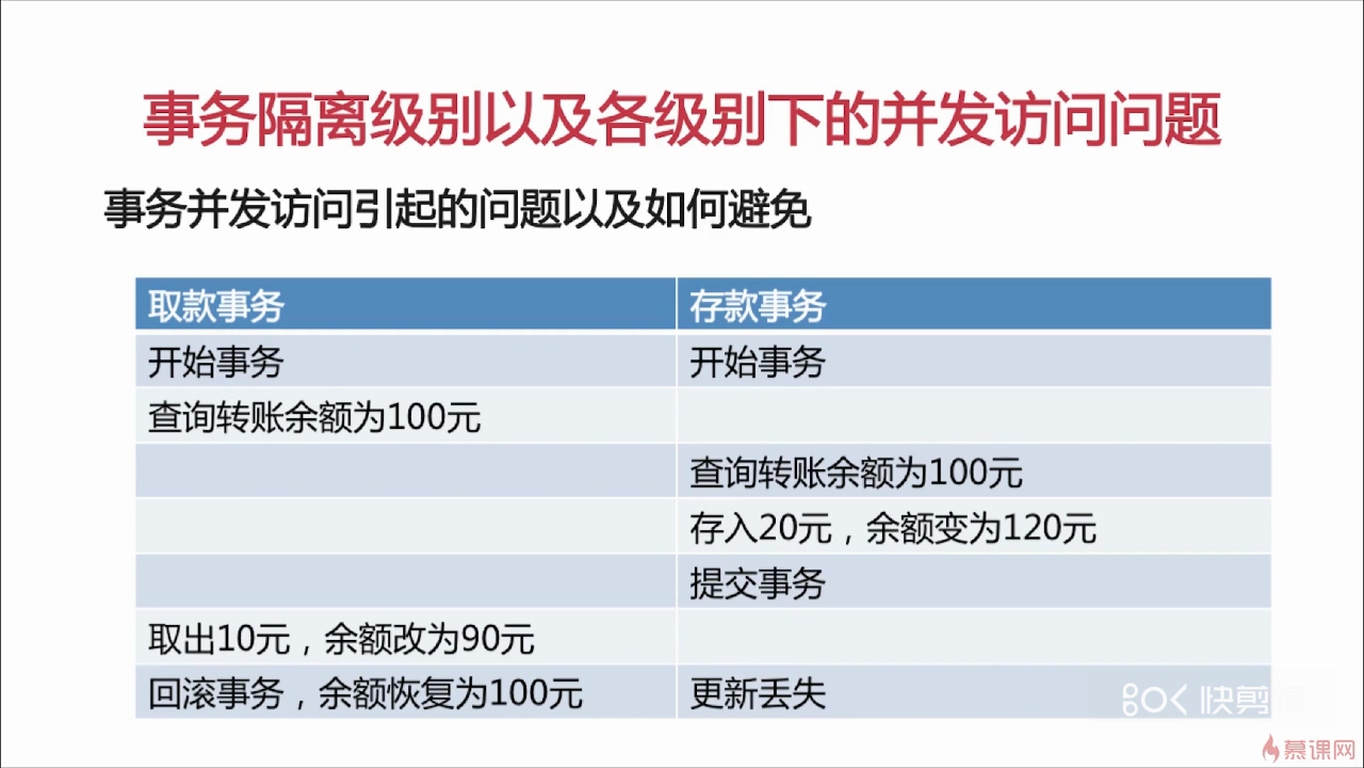 事务隔离级别以及各级别下的并发访问问题
事务并发访问引起的问题以及如何避免
取款事务 存款事务
开始事务 开始事务
查询转账余额为100元
查询转账余额为100元
存入20元，余额变为120元
提交事务
取出10元，余额改为90元
回滚事务，余额恢复为100元 更新丢失
快剪
慕课网